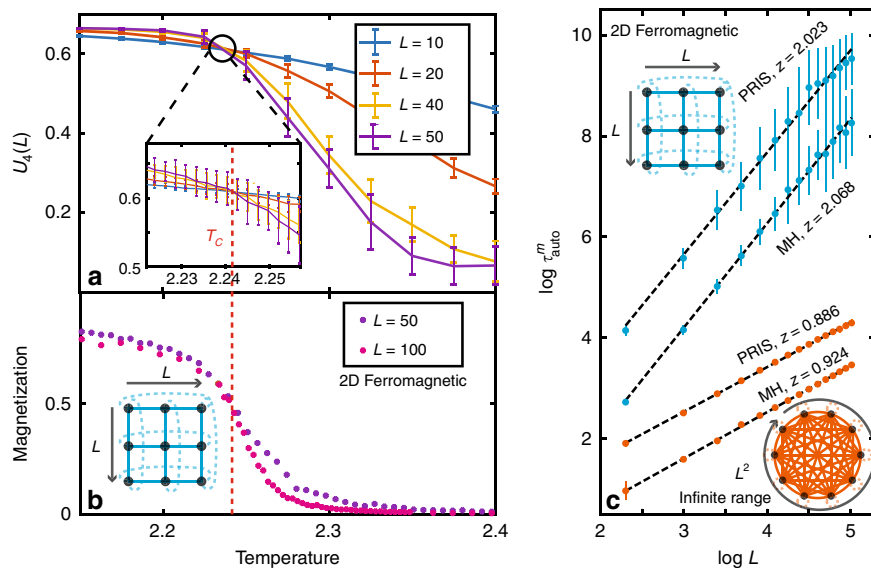 0.6
0.4
0.2
U₄(L)
L = 10
L = 20
L = 40
L = 50
0.6
0.5
2.23
2.24
2.25
T_C
a
Magnetization
0.5
0
L = 50
L = 100
2D Ferromagnetic
L
L
b
2.2
2.3
2.4
Temperature
10
8
6
4
2
log τ^m_auto
2D Ferromagnetic
L
L
PRIS, z = 2.023
MH, z = 2.068
PRIS, z = 0.886
MH, z = 0.924
L²
Infinite range
c
2
3
4
5
log L